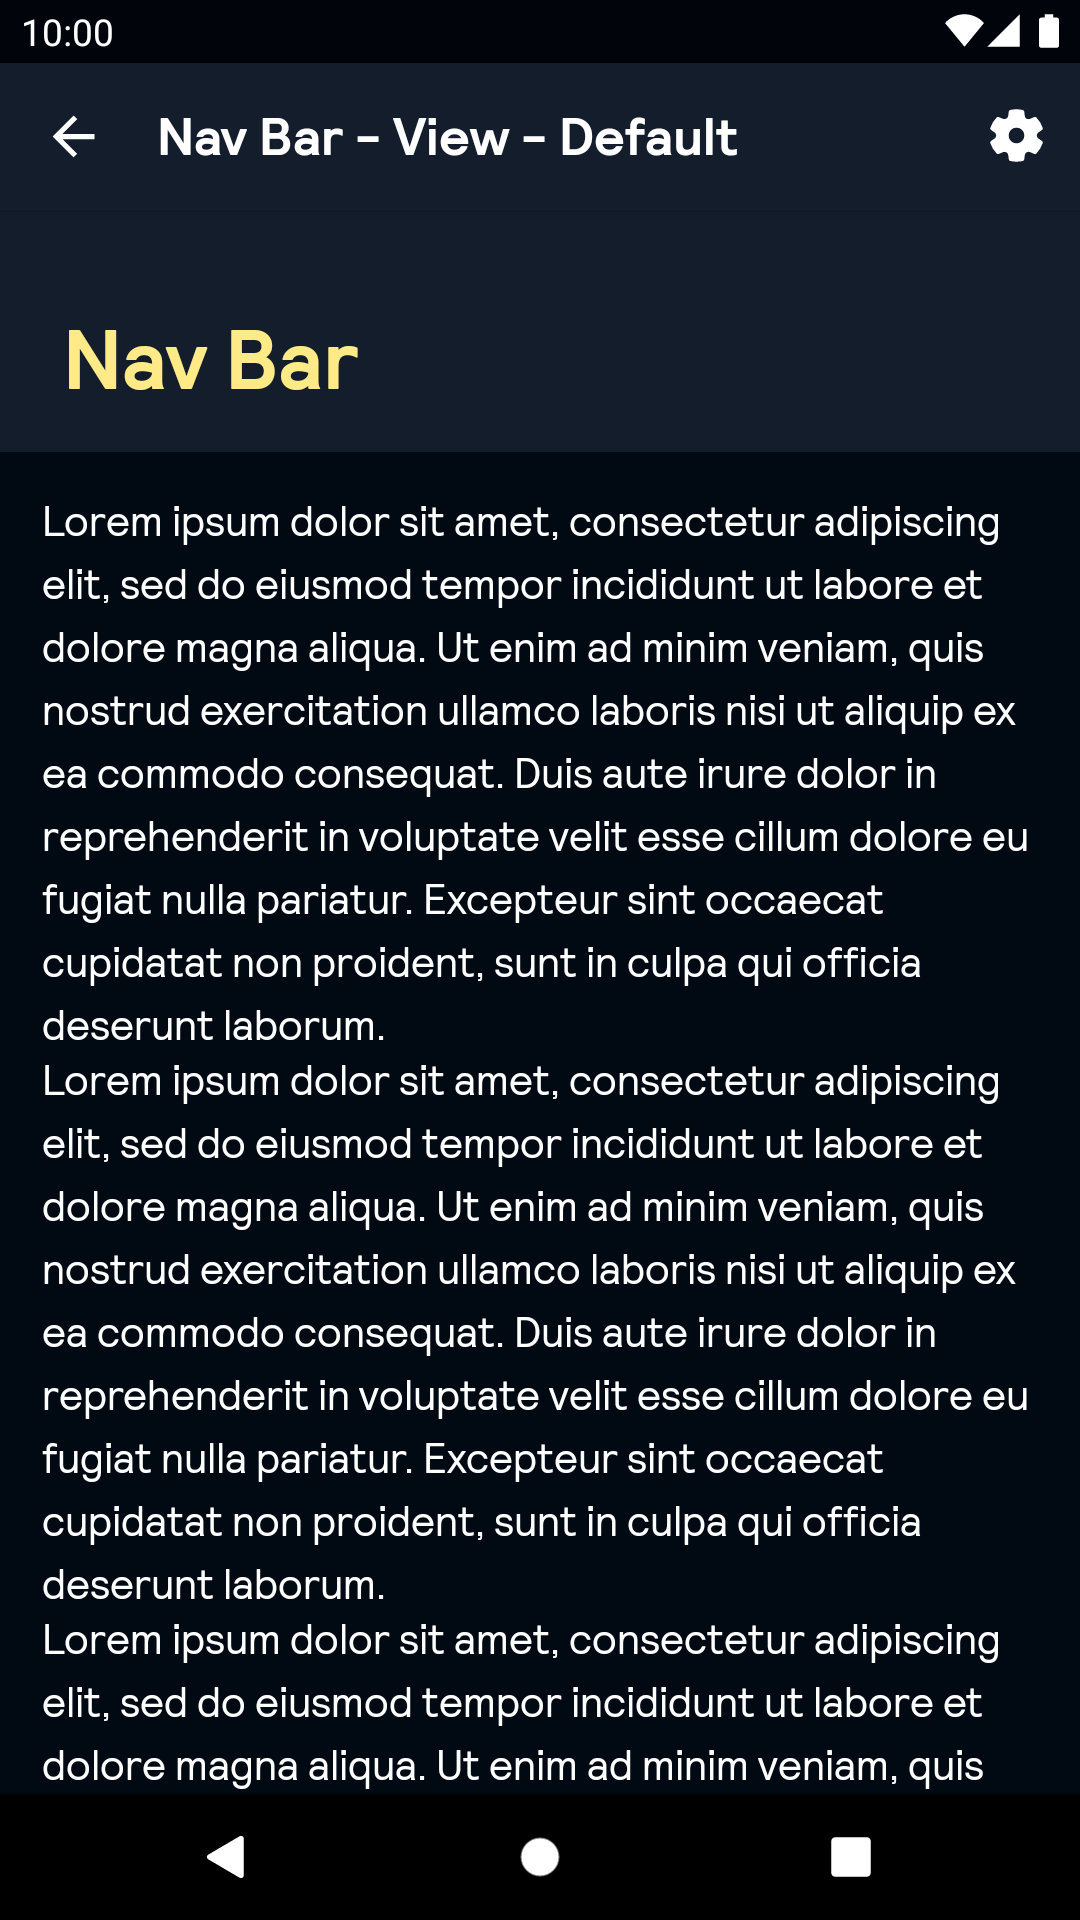 10:00
Nav Bar - View - Default
Nav Bar
Lorem ipsum dolor sit amet, consectetur adipiscing
elit, sed do eiusmod tempor incididunt ut labore et
dolore magna aliqua. Ut enim ad minim veniam, quis
nostrud exercitation ullamco laboris nisi ut aliquip ex
ea commodo consequat. Duis aute irure dolor in
reprehenderit in voluptate velit esse cillum dolore eu
fugiat nulla pariatur. Excepteur sint occaecat
cupidatat non proident, sunt in culpa qui officia
deserunt laborum.
Lorem ipsum dolor sit amet, consectetur adipiscing
elit, sed do eiusmod tempor incididunt ut labore et
dolore magna aliqua. Ut enim ad minim veniam, quis
nostrud exercitation ullamco laboris nisi ut aliquip ex
ea commodo consequat. Duis aute irure dolor in
reprehenderit in voluptate velit esse cillum dolore eu
fugiat nulla pariatur. Excepteur sint occaecat
cupidatat non proident, sunt in culpa qui officia
deserunt laborum.
Lorem ipsum dolor sit amet, consectetur adipiscing
elit, sed do eiusmod tempor incididunt ut labore et
dolore magna aliqua. Ut enim ad minim veniam, quis